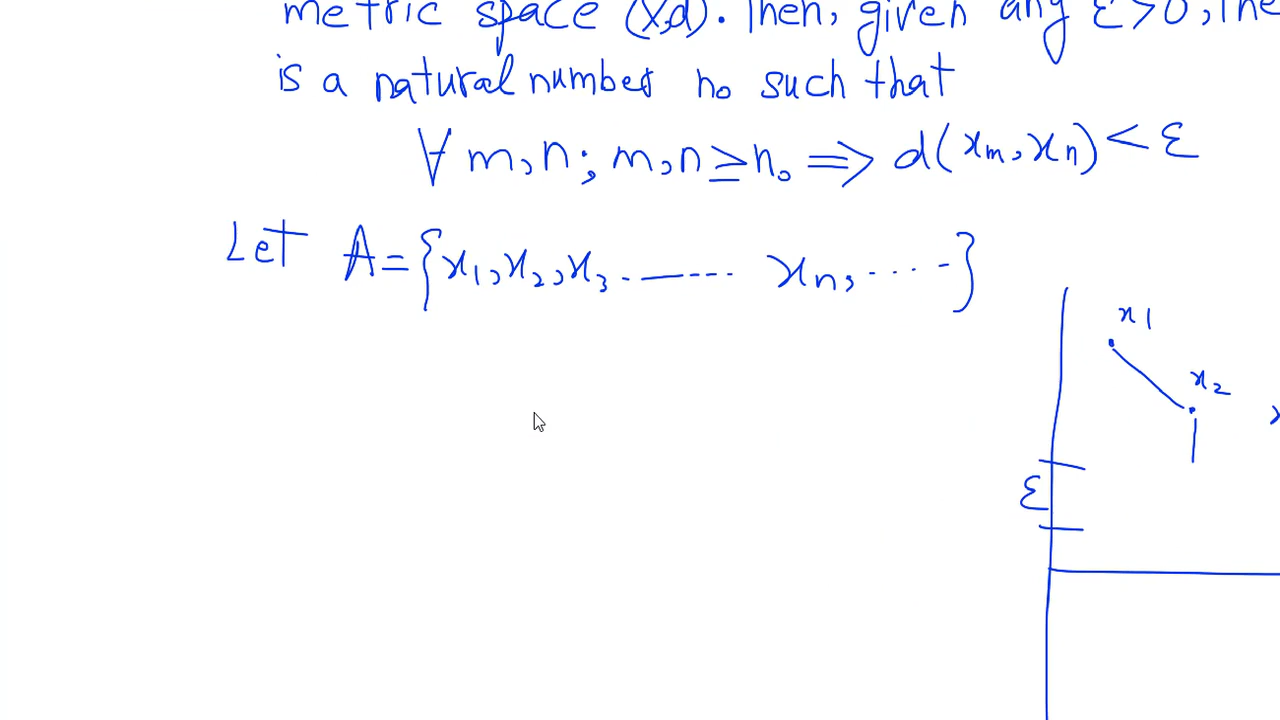 metric space (X,d). Then, given any ε>0, the
is a natural number n₀ such that
∀ m,n; m,n ≥ n₀ ⟹ d(xₘ, xₙ) < ε
Let A = {x₁, x₂, x₃ .------- xₙ, ....- }
x1
x₂
ε